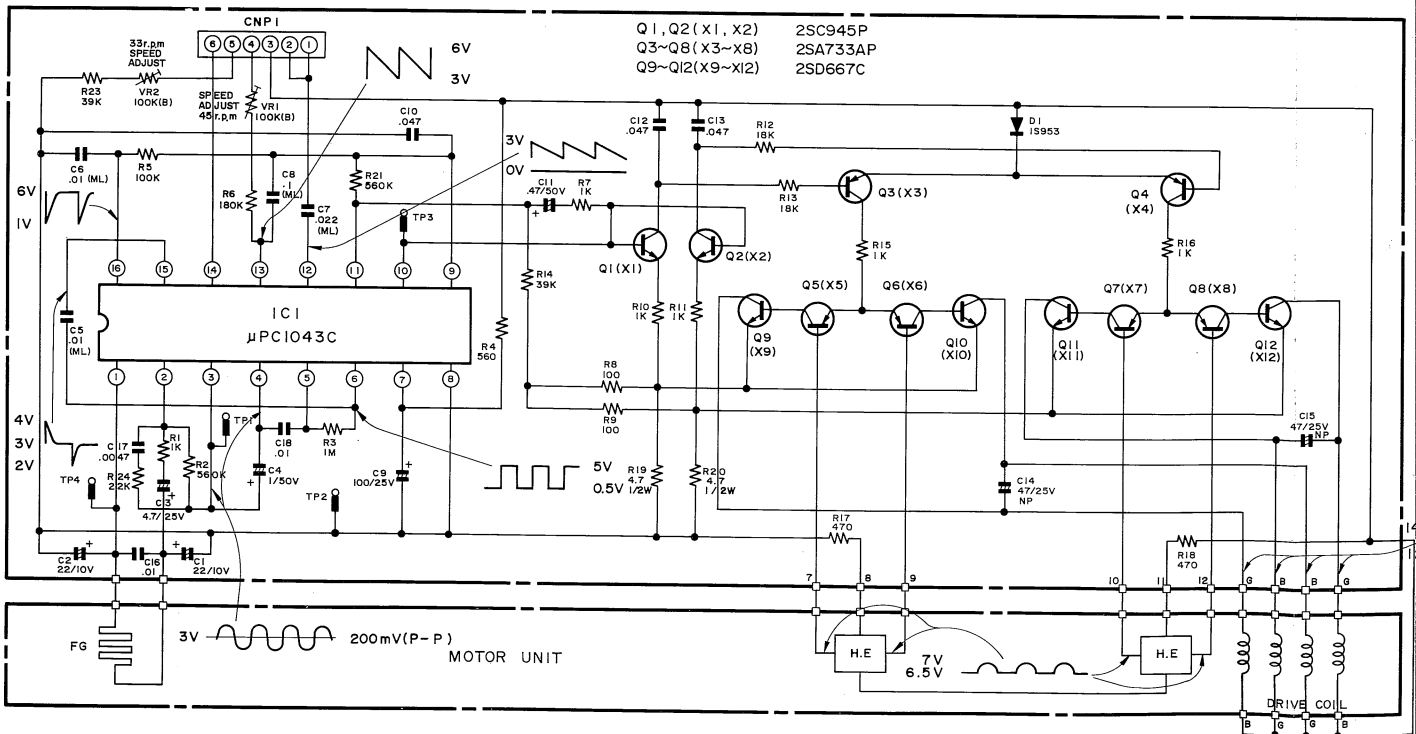 CNP1
6 5 4 3 2 1
33r.p.m
SPEED
ADJUST
R23
39K
VR2
100K(B)
SPEED
ADJUST
45r.p.m
VR1
100K(B)
6V
3V
Q1,Q2(X1,X2) 2SC945P
Q3~Q8(X3~X8) 2SA733AP
Q9~Q12(X9~X12) 2SD667C
C10
.047
C12
.047
C13
.047
R12
18K
D1
1S953
C6
.01 (ML)
R5
100K
R6
180K
C8
.1
(ML)
C7
.022
(ML)
R21
560K
3V
0V
C11
.47/50V
+
R7
1K
TP3
R13
18K
Q3(X3)
Q4
(X4)
6V
1V
Q1(X1)
Q2(X2)
R14
39K
R15
1K
R16
1K
16 15 14 13 12 11 10 9
IC1
μPC1043C
C5
.01
(ML)
R4
560
R10
1K
R11
1K
Q5(X5)
Q6(X6)
Q7(X7)
Q8(X8)
Q9
(X9)
Q10
(X10)
Q11
(X11)
Q12
(X12)
1 2 3 4 5 6 7 8
R8
100
R9
100
4V
3V
2V
C17
.0047
R1
1K
R2
560K
R24
2.2K
C3
4.7/25V
+
TP1
C18
.01
R3
1M
C4
1/50V
+
C9
100/25V
+
5V
0.5V
TP4
TP2
R19
4.7
1/2W
R20
4.7
1/2W
C14
47/25V
NP
C15
47/25V
NP
R17
470
R18
470
C2
22/10V
+
C16
.01
C1
22/10V
+
7 8 9 10 11 12 G B B G
FG
3V
200mV(P-P)
MOTOR UNIT
H.E
H.E
7V
6.5V
DRIVE COIL
B G G B